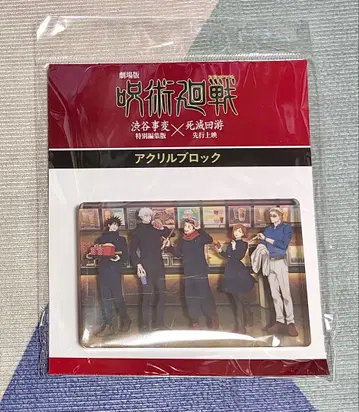 劇場版
呪術廻戦
渋谷事変 × 死滅回游
特別編集版 先行上映
アクリルブロック